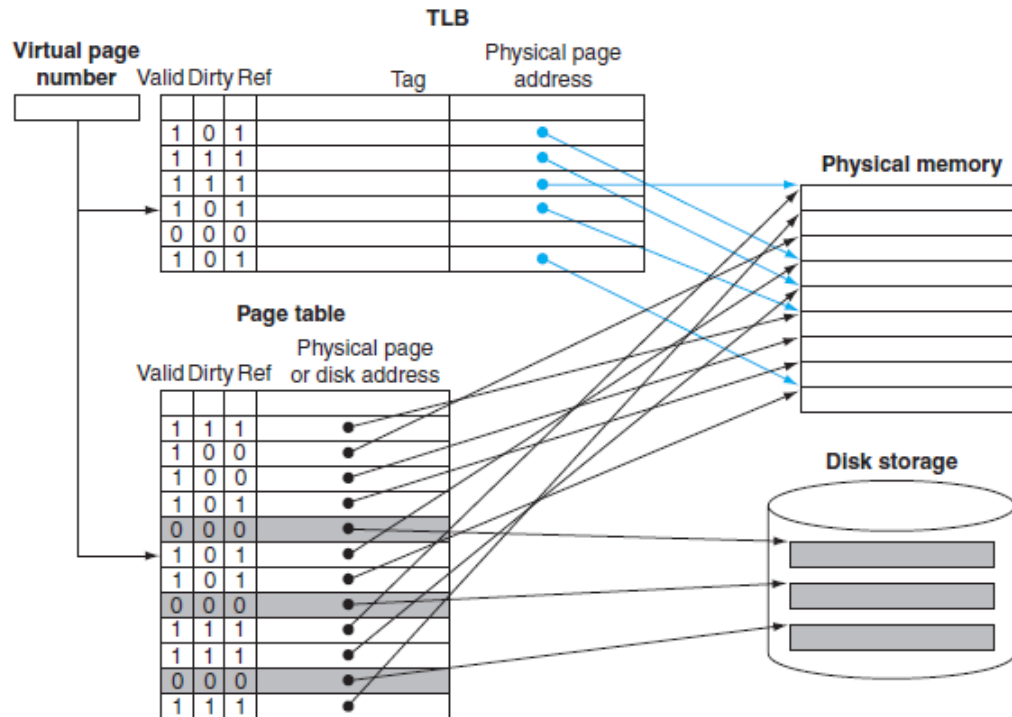 TLB
Virtual page
number
Valid Dirty Ref
Tag
Physical page
address
1 0 1
1 1 1
1 1 1
1 0 1
0 0 0
1 0 1
Physical memory
Page table
Physical page
or disk address
Valid Dirty Ref
1 1 1
1 0 0
1 0 0
1 0 1
0 0 0
1 0 1
1 0 1
0 0 0
1 1 1
1 1 1
0 0 0
1 1 1
Disk storage